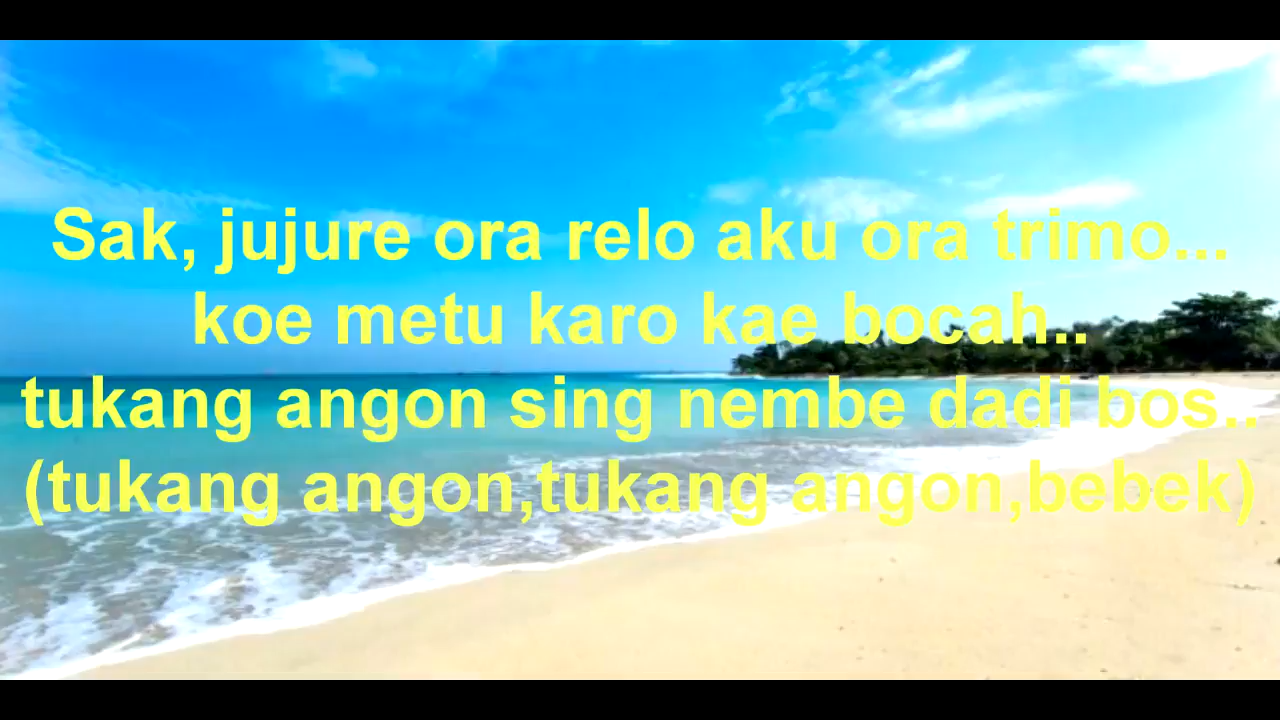 Sak, jujure ora relo aku ora trimo...
koe metu karo kae bocah..
tukang angon sing nembe dadi bos..
(tukang angon,tukang angon,bebek)